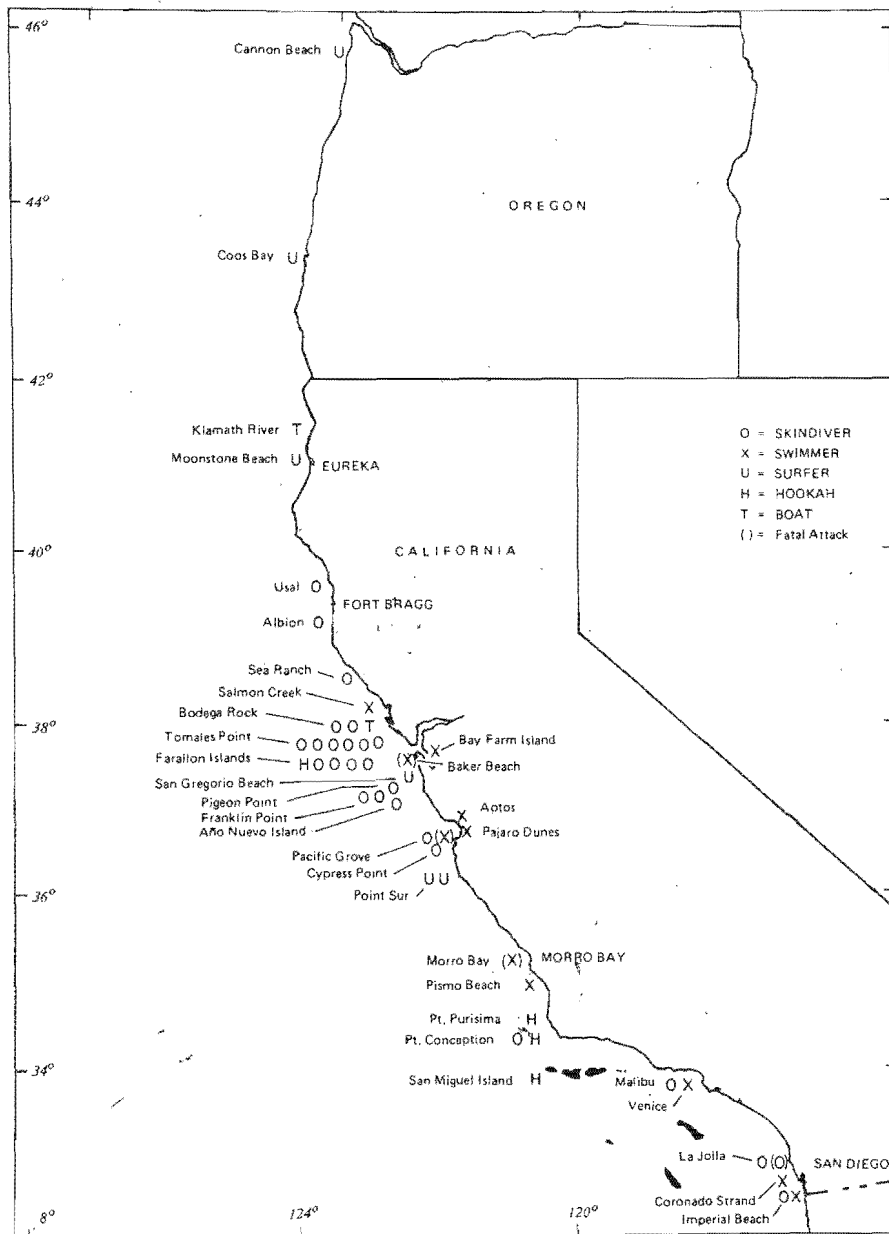 46°
Cannon Beach U
44°
OREGON
Coos Bay U
42°
Klamath River T
Moonstone Beach U EUREKA
O = SKINDIVER
X = SWIMMER
U = SURFER
H = HOOKAH
T = BOAT
( ) = Fatal Attack
40°
CALIFORNIA
Usal O
FORT BRAGG
Albion O
Sea Ranch O
Salmon Creek X
38°
Bodega Rock O O T
Tomales Point O O O O O O
Bay Farm Island X
Farallon Islands H O O O O
(X) Baker Beach
San Gregorio Beach U
Pigeon Point O
Franklin Point O O
Año Nuevo Island O
Aptos X
Pajaro Dunes X
Pacific Grove O (X)
Cypress Point O
36°
Point Sur U U
Morro Bay (X) MORRO BAY
Pismo Beach X
Pt. Purisima H
Pt. Conception O H
34°
San Miguel Island H
Malibu O X
Venice
La Jolla O (O) SAN DIEGO
Coronado Strand X
Imperial Beach O X
8°
124°
120°